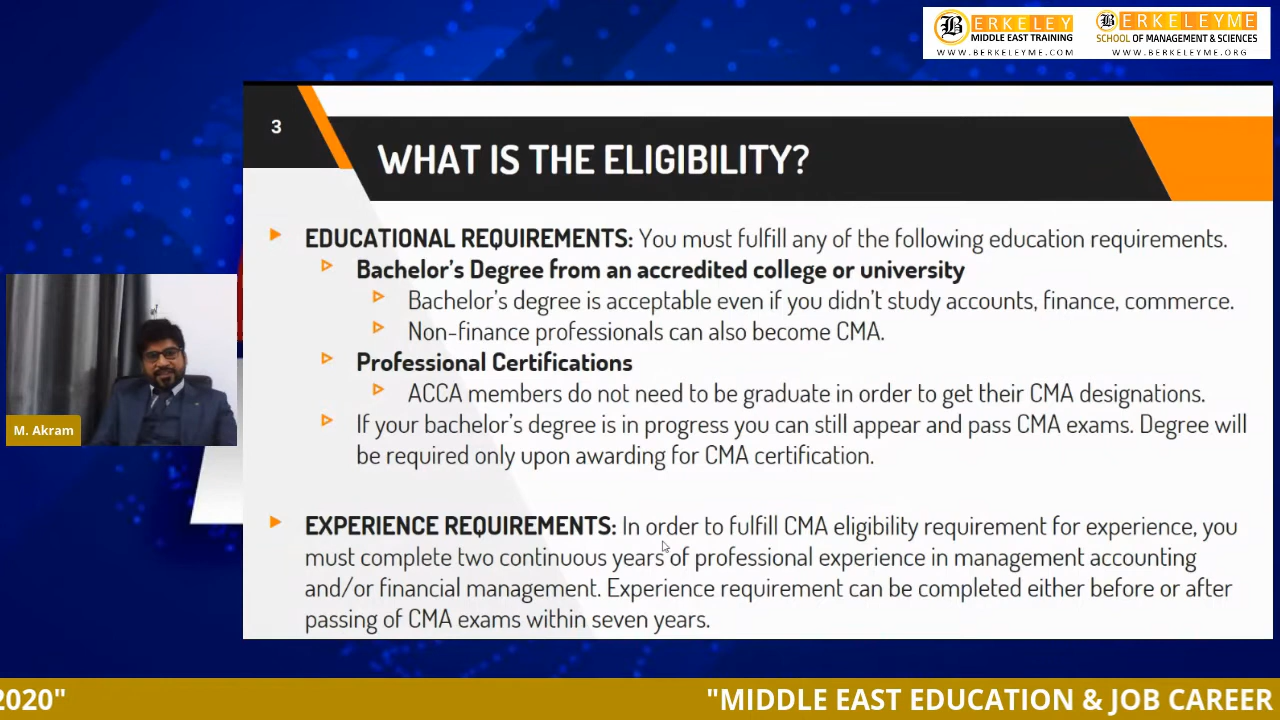 BERKELEY
MIDDLE EAST TRAINING
WWW.BERKELEYME.COM
BERKELEYME
SCHOOL OF MANAGEMENT & SCIENCES
WWW.BERKELEYME.ORG
3
WHAT IS THE ELIGIBILITY?
EDUCATIONAL REQUIREMENTS: You must fulfill any of the following education requirements.
Bachelor's Degree from an accredited college or university
Bachelor's degree is acceptable even if you didn't study accounts, finance, commerce.
Non-finance professionals can also become CMA.
Professional Certifications
ACCA members do not need to be graduate in order to get their CMA designations.
If your bachelor's degree is in progress you can still appear and pass CMA exams. Degree will
be required only upon awarding for CMA certification.
EXPERIENCE REQUIREMENTS: In order to fulfill CMA eligibility requirement for experience, you
must complete two continuous years of professional experience in management accounting
and/or financial management. Experience requirement can be completed either before or after
passing of CMA exams within seven years.
M. Akram
2020" "MIDDLE EAST EDUCATION & JOB CAREER